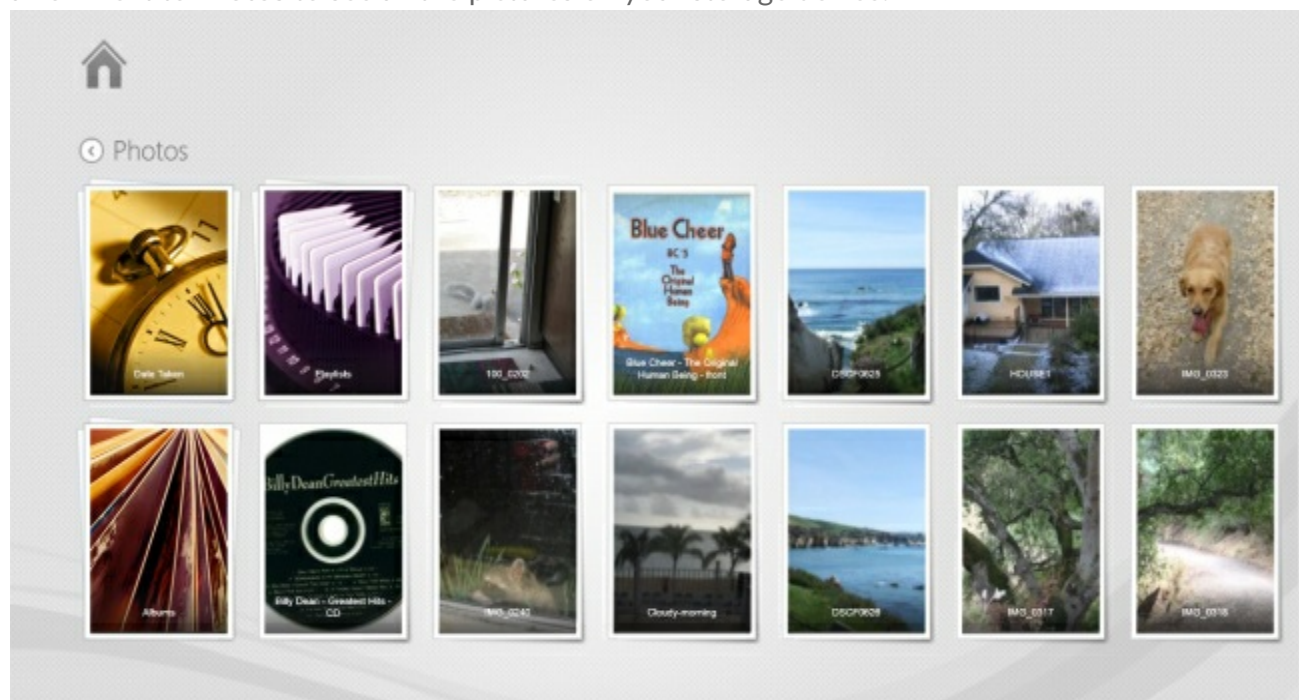 Photos
Date Taken
Playlists
100_0202
Blue Cheer
BC'S
The
Original
Human
Being
Blue Cheer - The Original
Human Being - front
DSCF0625
HOUSE1
IMG_0323
Albums
BillyDeanGreatestHits
Billy Dean - Greatest Hits -
CD
IMG_0240
Cloudy-morning
DSCF0626
IMG_0317
IMG_0318